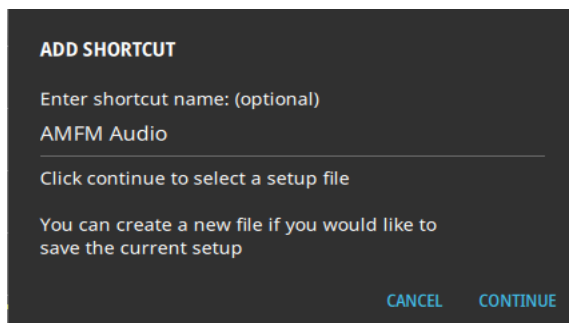 ADD SHORTCUT
Enter shortcut name: (optional)
AMFM Audio
Click continue to select a setup file
You can create a new file if you would like to
save the current setup
CANCEL CONTINUE